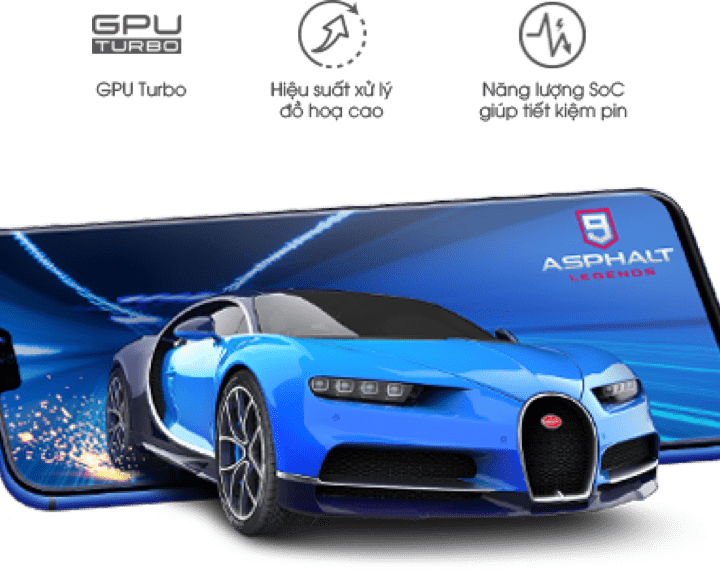 GPU
TURBO
GPU Turbo
Hiệu suất xử lý
đồ hoạ cao
Năng lượng SoC
giúp tiết kiệm pin
9
ASPHALT
LEGENDS